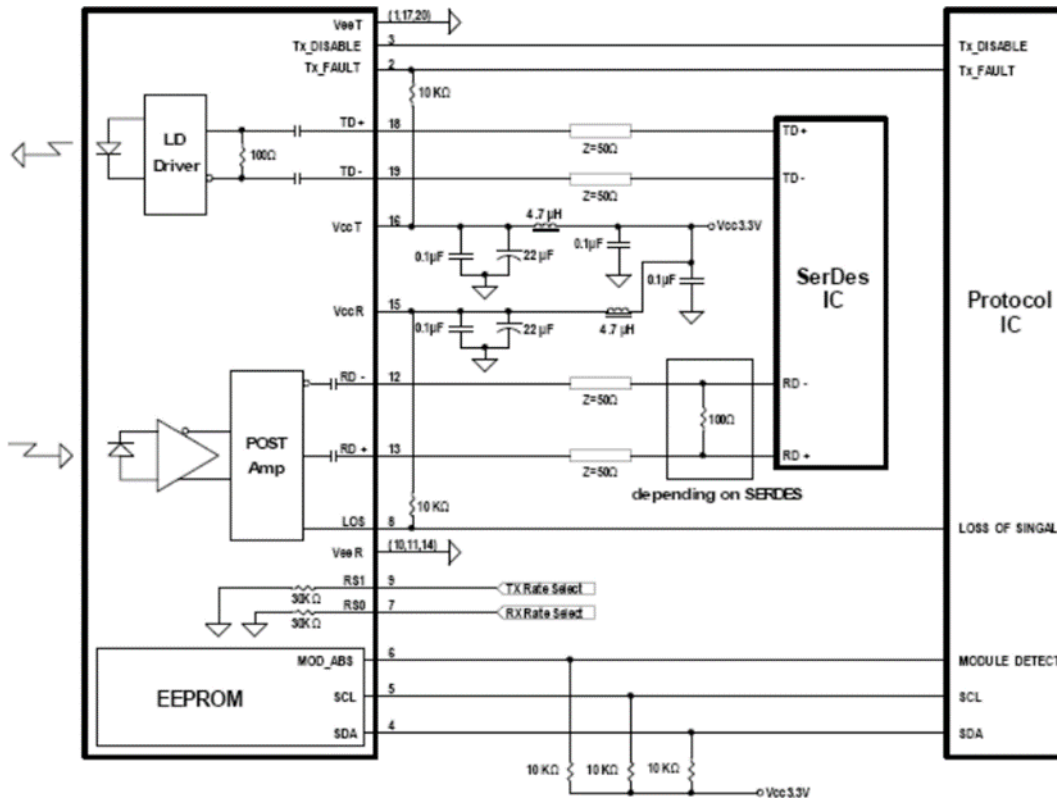 VeeT (1,17,20)
Tx_DISABLE 3 Tx_DISABLE
Tx_FAULT 2 Tx_FAULT
10 KΩ
LD
Driver
100Ω
TD+ 18 Z=50Ω TD+
TD- 19 Z=50Ω TD-
VccT 16 4.7 µH Vcc3.3V
0.1µF 22 µF 0.1µF 0.1µF
SerDes
IC
Protocol
IC
VccR 15
0.1µF 22 µF 4.7 µH
RD - 12 Z=50Ω RD -
100Ω
POST
Amp
RD + 13 Z=50Ω RD +
depending on SERDES
10 KΩ
LOS 8 LOSS OF SINGAL
VeeR (10,11,14)
RS1 9 TX Rate Select
30KΩ
RS0 7 RX Rate Select
30KΩ
MOD_ABS 6 MODULE DETECT
EEPROM
SCL 5 SCL
SDA 4 SDA
10 KΩ 10 KΩ 10 KΩ
Vcc3.3V